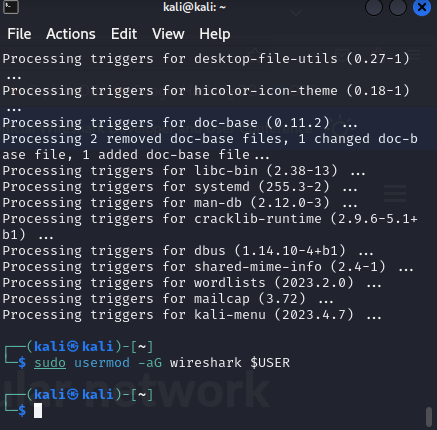 kali@kali: ~
File Actions Edit View Help
Processing triggers for desktop-file-utils (0.27-1)
...
Processing triggers for hicolor-icon-theme (0.18-1)
...
Processing triggers for doc-base (0.11.2) ...
Processing 2 removed doc-base files, 1 changed doc-b
ase file, 1 added doc-base file...
Processing triggers for libc-bin (2.38-13) ...
Processing triggers for systemd (255.3-2) ...
Processing triggers for man-db (2.12.0-3) ...
Processing triggers for cracklib-runtime (2.9.6-5.1+
b1) ...
Processing triggers for dbus (1.14.10-4+b1) ...
Processing triggers for shared-mime-info (2.4-1) ...
Processing triggers for wordlists (2023.2.0) ...
Processing triggers for mailcap (3.72) ...
Processing triggers for kali-menu (2023.4.7) ...
┌──(kali㉿kali)-[~]
└─$ sudo usermod -aG wireshark $USER
┌──(kali㉿kali)-[~]
└─$
network